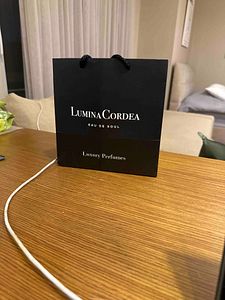 LUMINA CORDEA
EAU DE SOUL
Luxury Perfumes